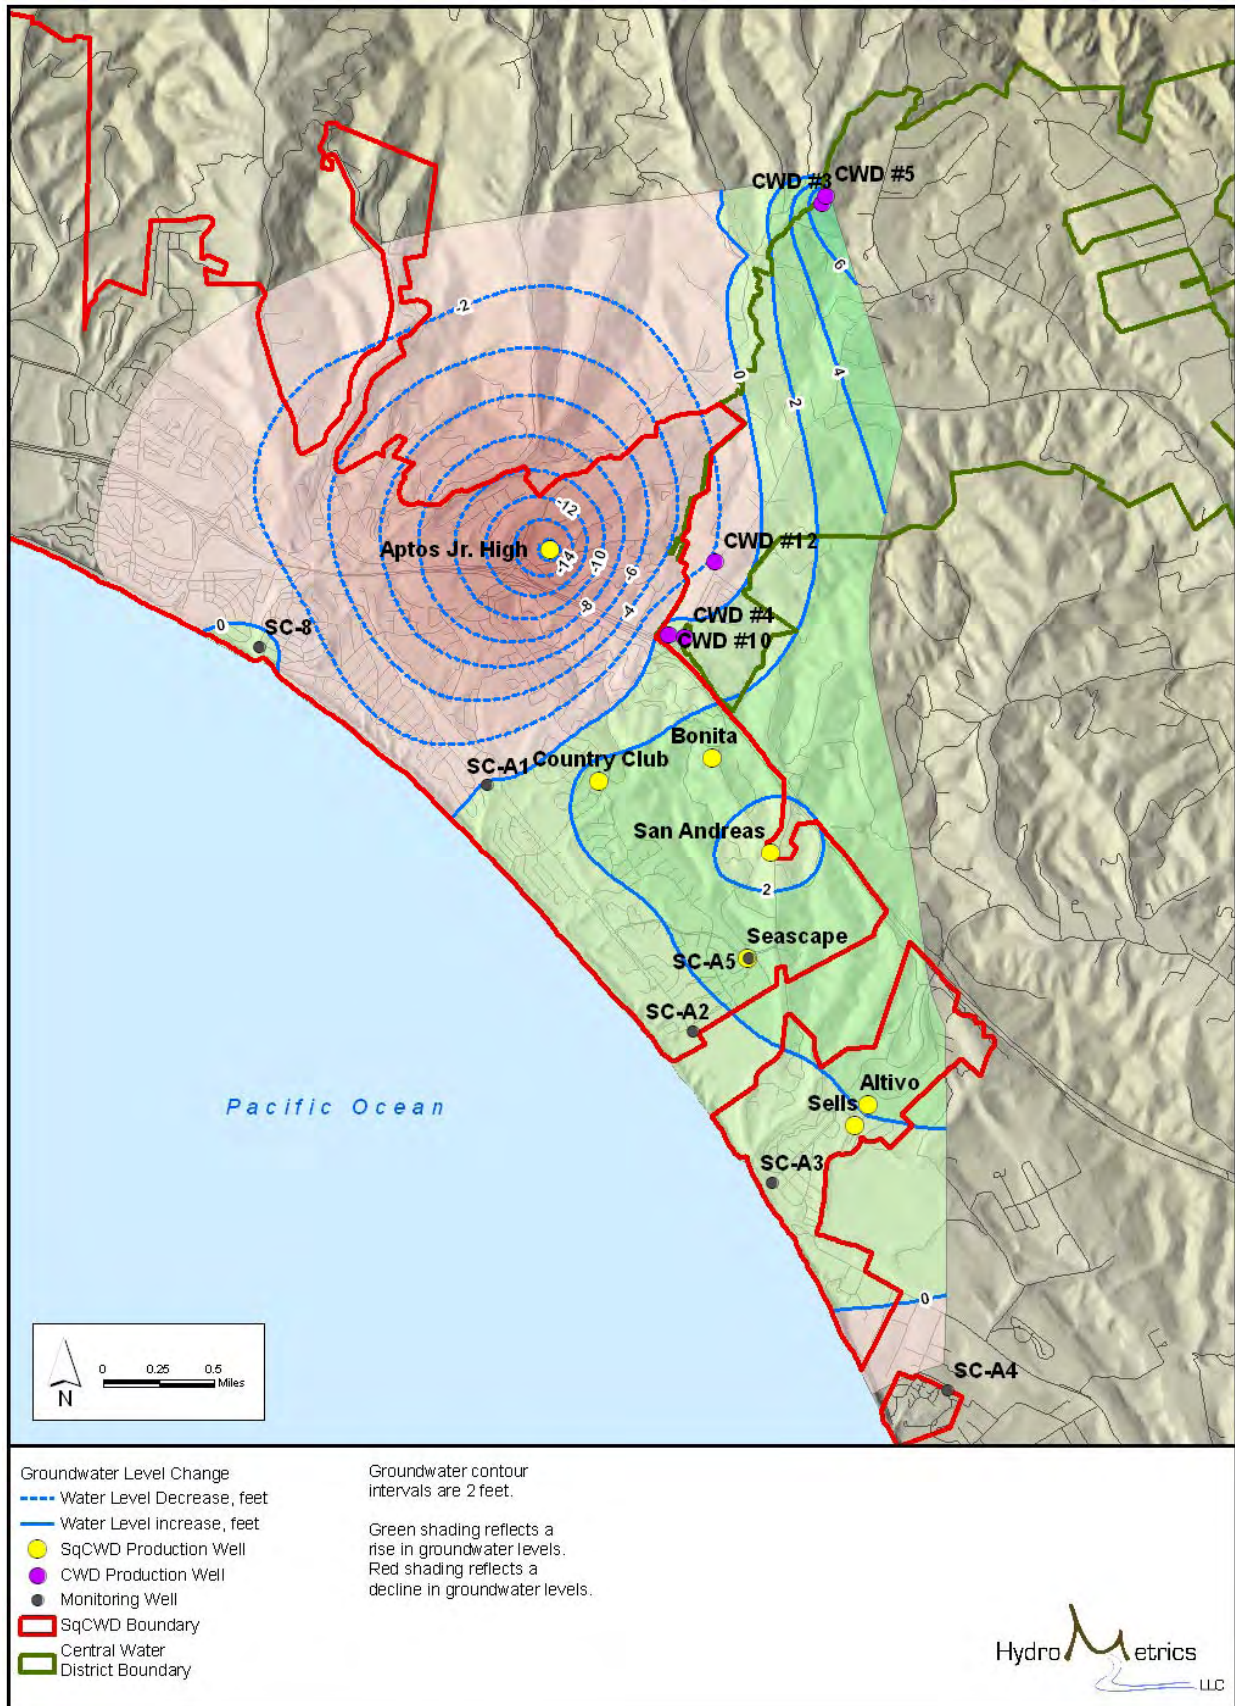 CWD #3
CWD #5
6
-2
0
4
2
-12
Aptos Jr. High
-14
-10
-6
CWD #12
-8
-4
CWD #4
CWD #10
0
SC-8
Bonita
SC-A1
Country Club
San Andreas
2
Seascape
SC-A5
SC-A2
Pacific Ocean
Altivo
Sells
SC-A3
0
SC-A4
N
0 0.25 0.5
Miles
Groundwater Level Change
Water Level Decrease, feet
Water Level increase, feet
SqCWD Production Well
CWD Production Well
Monitoring Well
SqCWD Boundary
Central Water
District Boundary
Groundwater contour
intervals are 2 feet.
Green shading reflects a
rise in groundwater levels.
Red shading reflects a
decline in groundwater levels.
Hydro Metrics
LLC